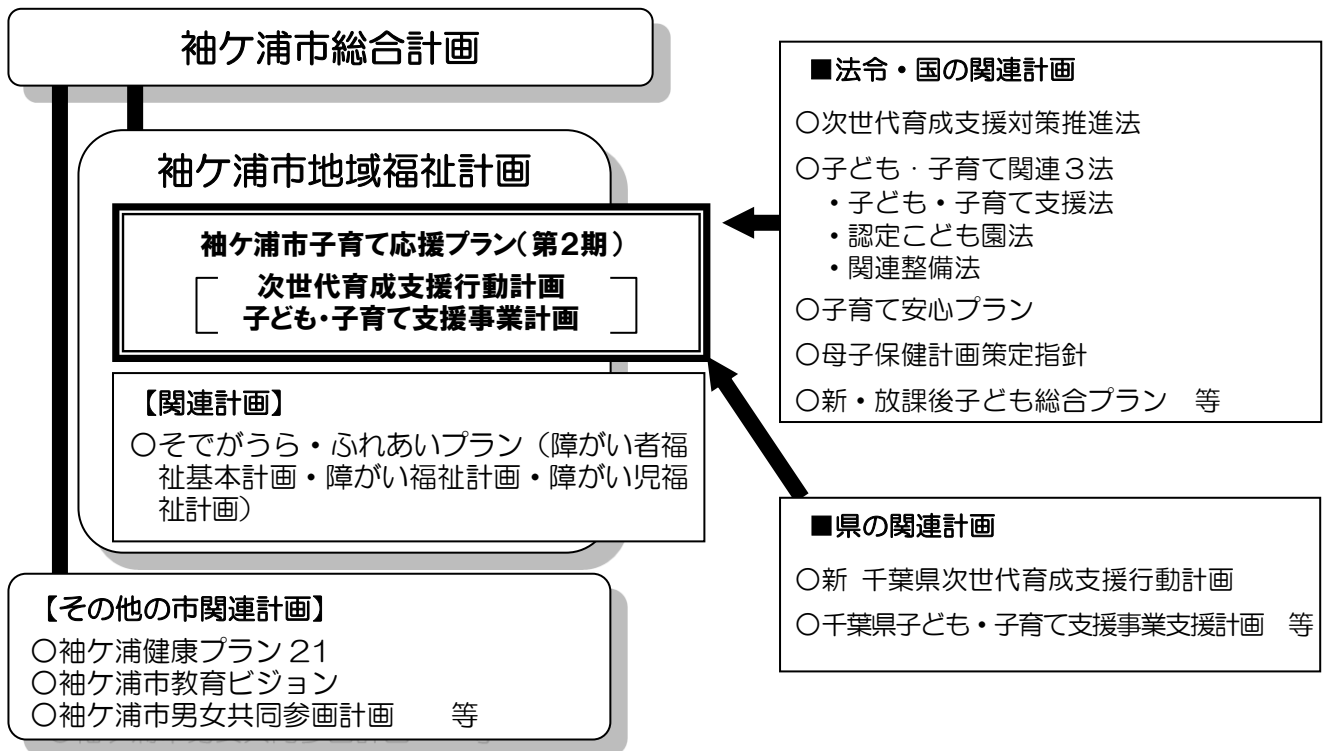 袖ケ浦市総合計画
袖ケ浦市地域福祉計画
袖ケ浦市子育て応援プラン（第２期）
次世代育成支援行動計画
子ども・子育て支援事業計画
【関連計画】
○そでがうら・ふれあいプラン（障がい者福
祉基本計画・障がい福祉計画・障がい児福
祉計画）
【その他の市関連計画】
○袖ケ浦健康プラン 21
○袖ケ浦市教育ビジョン
○袖ケ浦市男女共同参画計画　　等
■法令・国の関連計画
○次世代育成支援対策推進法
○子ども・子育て関連３法
・子ども・子育て支援法
・認定こども園法
・関連整備法
○子育て安心プラン
○母子保健計画策定指針
○新・放課後子ども総合プラン　等
■県の関連計画
○新 千葉県次世代育成支援行動計画
○千葉県子ども・子育て支援事業支援計画　等